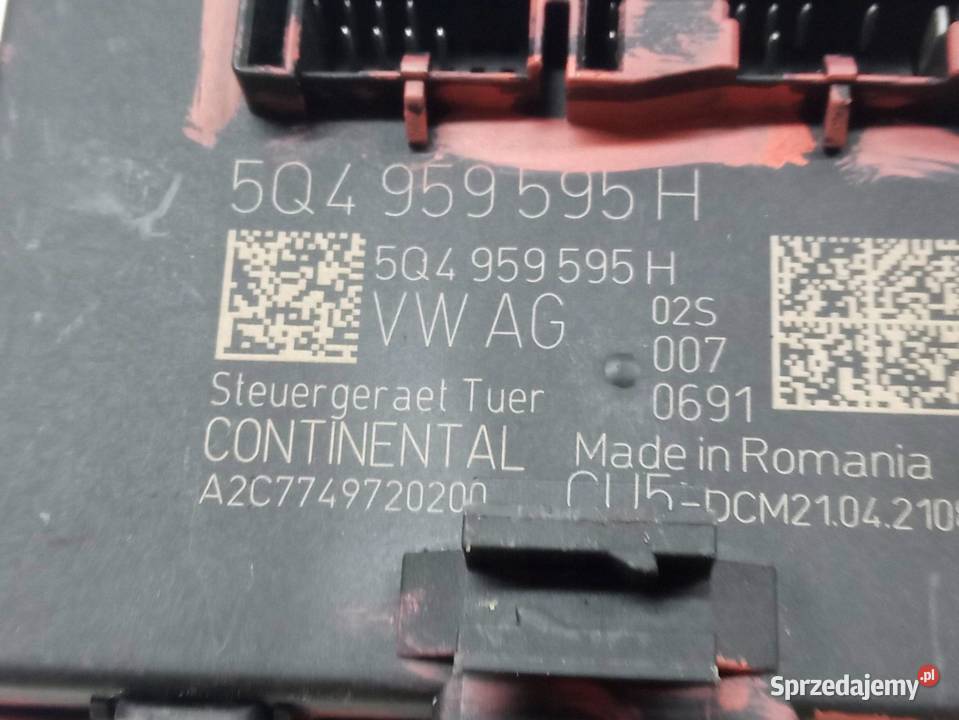 5Q4 959 595 H
5Q4 959 595 H
VW AG
02S
007
0691
Steuergeraet Tuer
CONTINENTAL
Made in Romania
A2C7749720200
DCM21.04.210
Sprzedajemy.pl